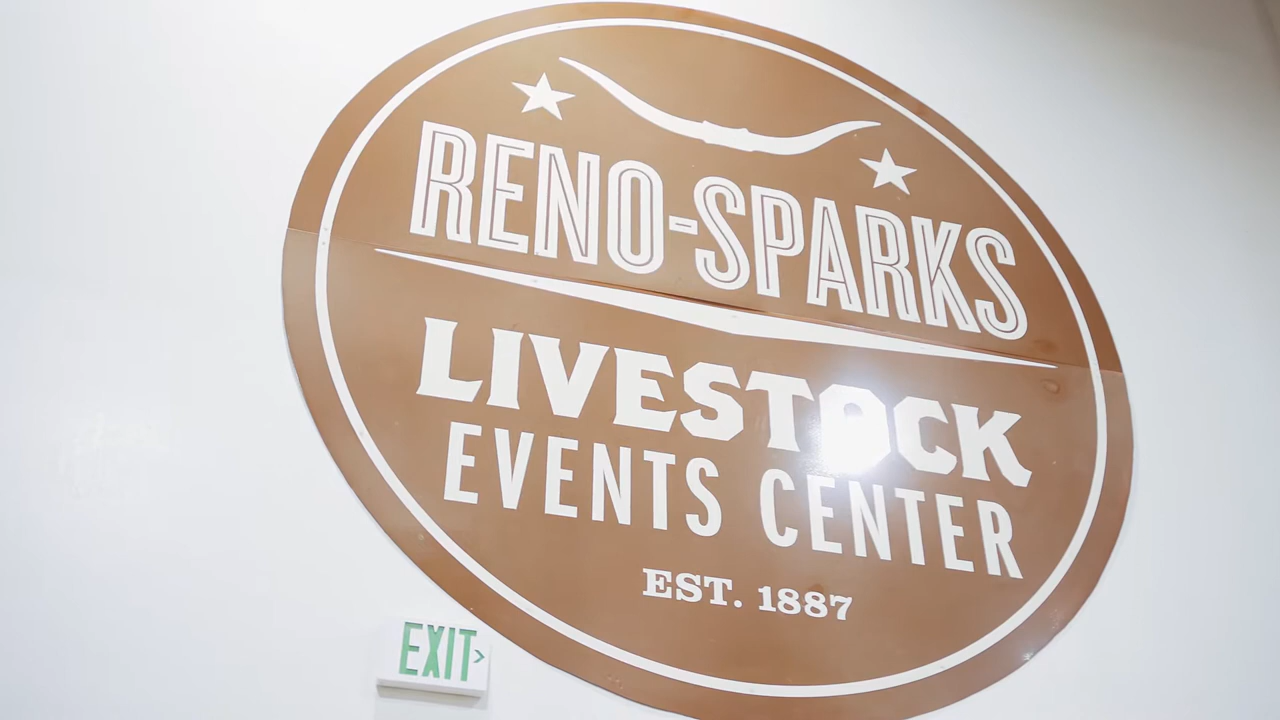 RENO-SPARKS
LIVESTOCK
EVENTS CENTER
EST. 1887
EXIT